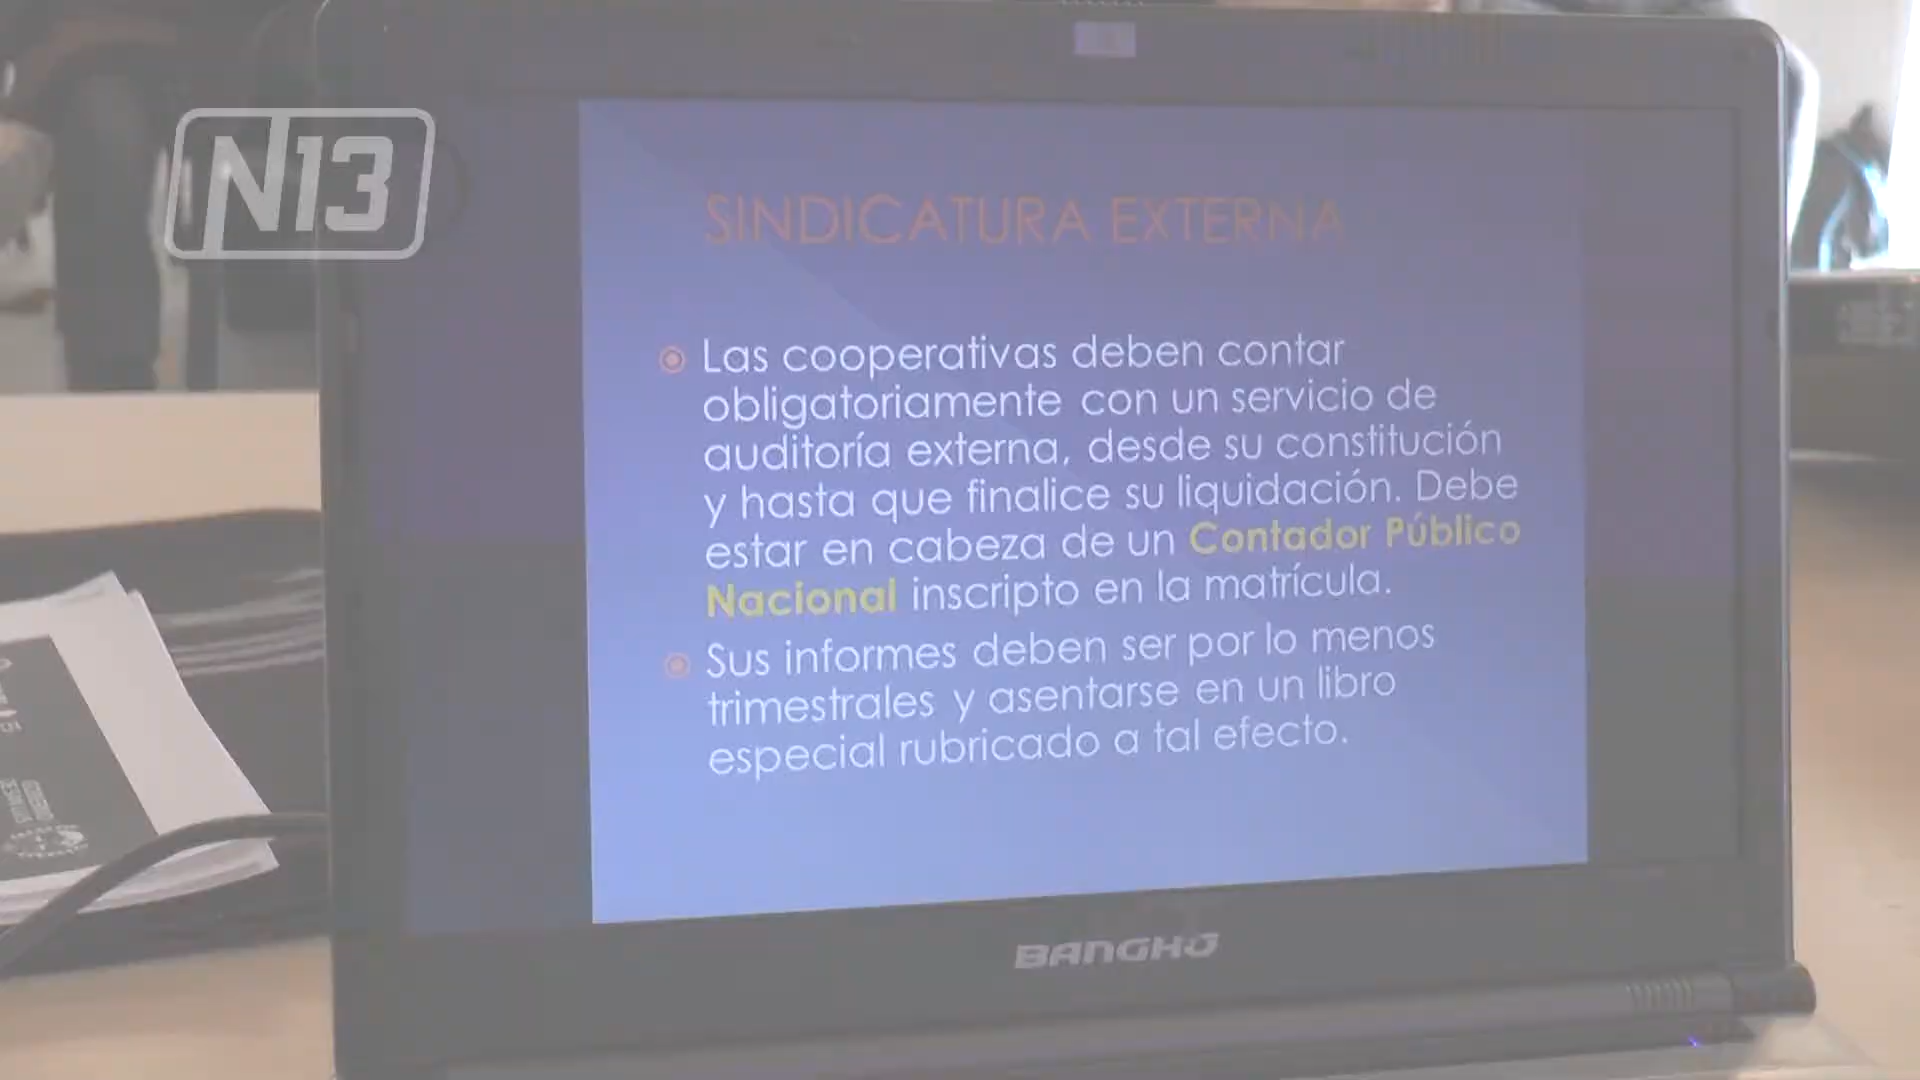 N13
SINDICATURA EXTERNA
Las cooperativas deben contar
obligatoriamente con un servicio de
auditoría externa, desde su constitución
y hasta que finalice su liquidación. Debe
estar en cabeza de un Contador Público
Nacional inscripto en la matrícula.
Sus informes deben ser por lo menos
trimestrales y asentarse en un libro
especial rubricado a tal efecto.
BANGHO